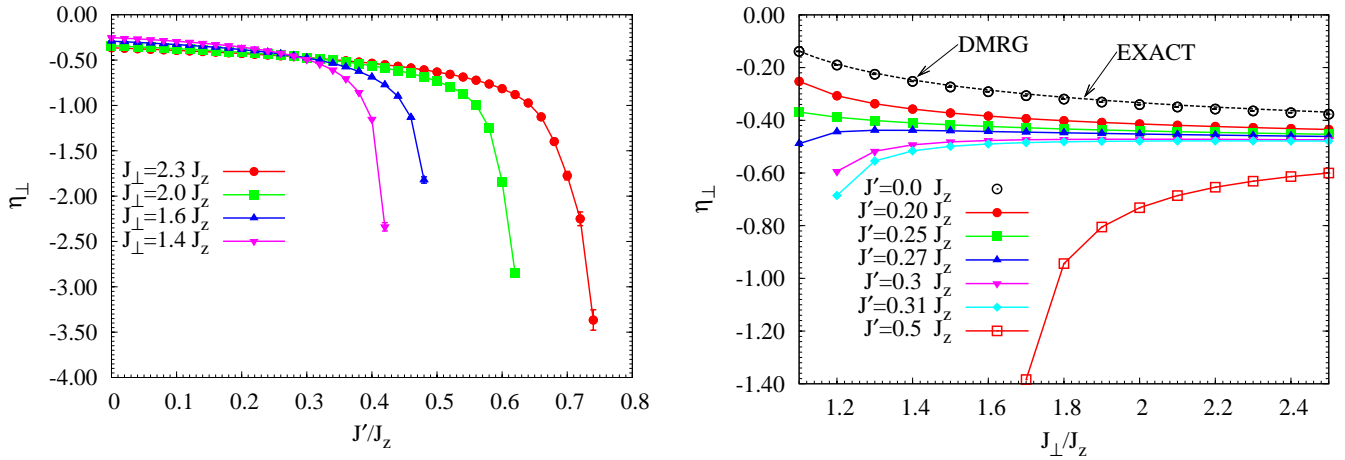 0.00
-0.50
-1.00
-1.50
-2.00
-2.50
-3.00
-3.50
-4.00
η⊥
0 0.1 0.2 0.3 0.4 0.5 0.6 0.7 0.8
J′/Jz
J⊥=2.3 Jz
J⊥=2.0 Jz
J⊥=1.6 Jz
J⊥=1.4 Jz
0.00
-0.20
-0.40
-0.60
-0.80
-1.00
-1.20
-1.40
η⊥
1.2 1.4 1.6 1.8 2 2.2 2.4
J⊥/Jz
DMRG
EXACT
J′=0.0 Jz
J′=0.20 Jz
J′=0.25 Jz
J′=0.27 Jz
J′=0.3 Jz
J′=0.31 Jz
J′=0.5 Jz